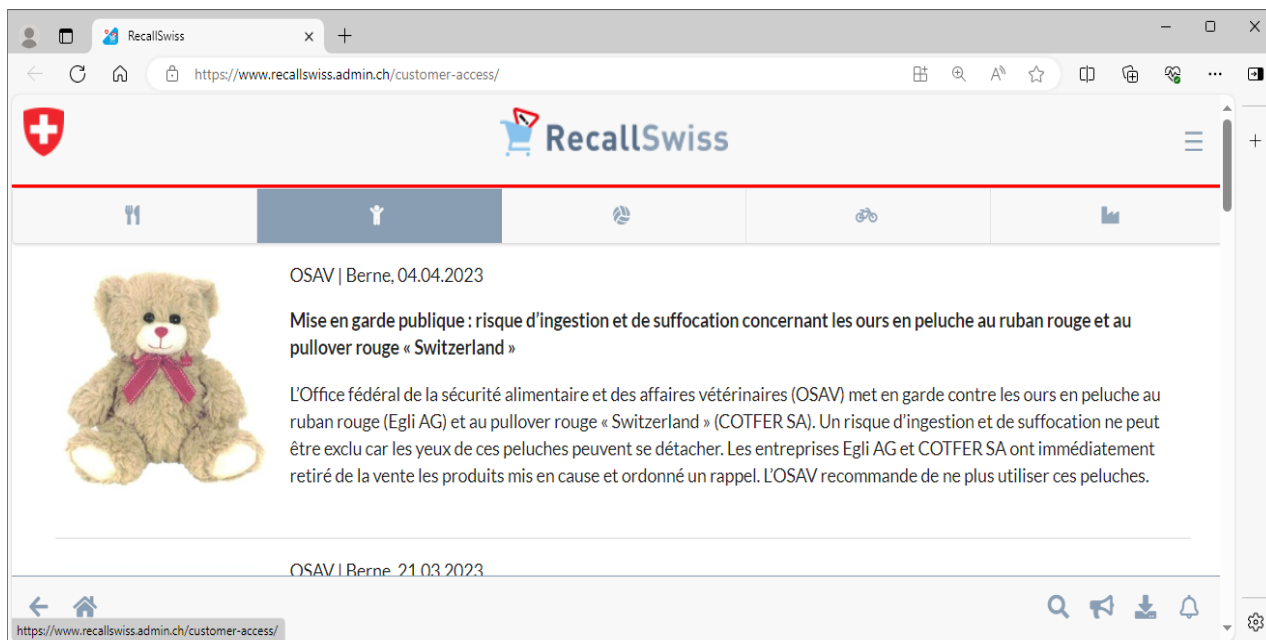 RecallSwiss
https://www.recallswiss.admin.ch/customer-access/
RecallSwiss
OSAV | Berne, 04.04.2023
Mise en garde publique : risque d’ingestion et de suffocation concernant les ours en peluche au ruban rouge et au
pullover rouge « Switzerland »
L’Office fédéral de la sécurité alimentaire et des affaires vétérinaires (OSAV) met en garde contre les ours en peluche au
ruban rouge (Egli AG) et au pullover rouge « Switzerland » (COTFER SA). Un risque d’ingestion et de suffocation ne peut
être exclu car les yeux de ces peluches peuvent se détacher. Les entreprises Egli AG et COTFER SA ont immédiatement
retiré de la vente les produits mis en cause et ordonné un rappel. L’OSAV recommande de ne plus utiliser ces peluches.
OSAV | Berne, 21.03.2023
https://www.recallswiss.admin.ch/customer-access/